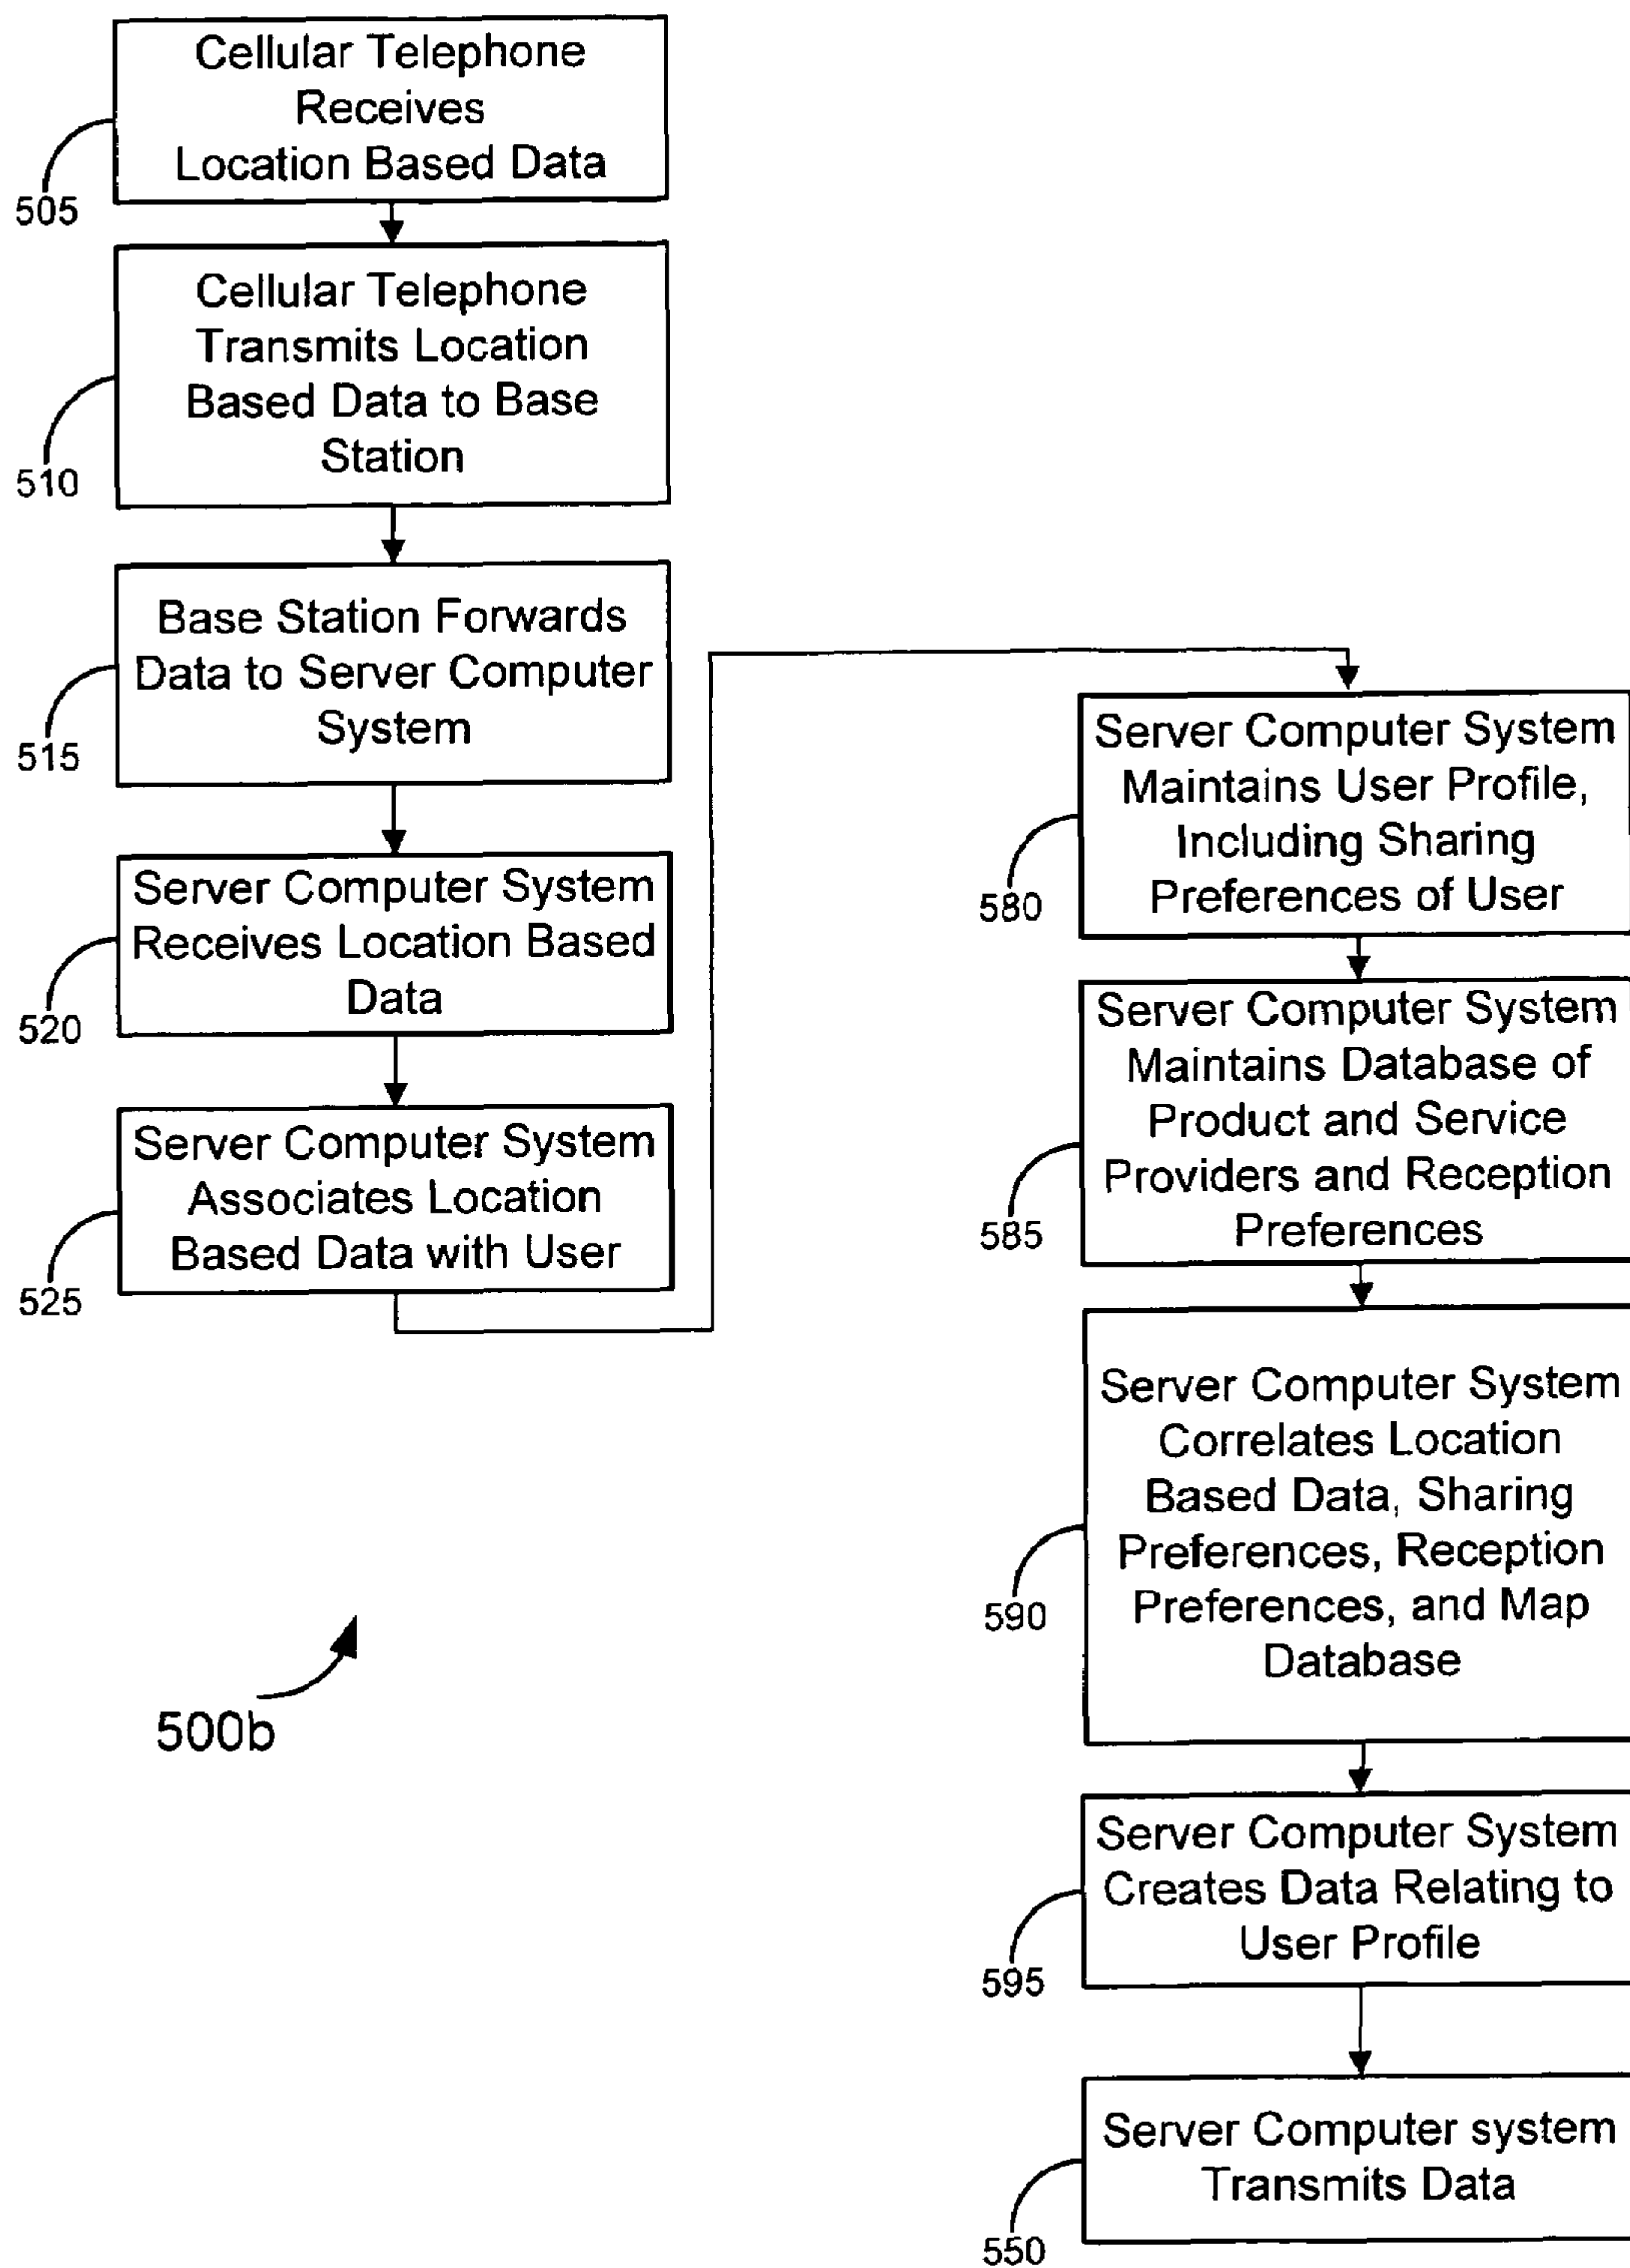 Cellular Telephone
Receives
Location Based Data
505
Cellular Telephone
Transmits Location
Based Data to Base
Station
510
Base Station Forwards
Data to Server Computer
System
515
Server Computer System
Receives Location Based
Data
520
Server Computer System
Associates Location
Based Data with User
525
Server Computer System
Maintains User Profile,
Including Sharing
Preferences of User
580
Server Computer System
Maintains Database of
Product and Service
Providers and Reception
Preferences
585
Server Computer System
Correlates Location
Based Data, Sharing
Preferences, Reception
Preferences, and Map
Database
590
Server Computer System
Creates Data Relating to
User Profile
595
Server Computer system
Transmits Data
550
500b